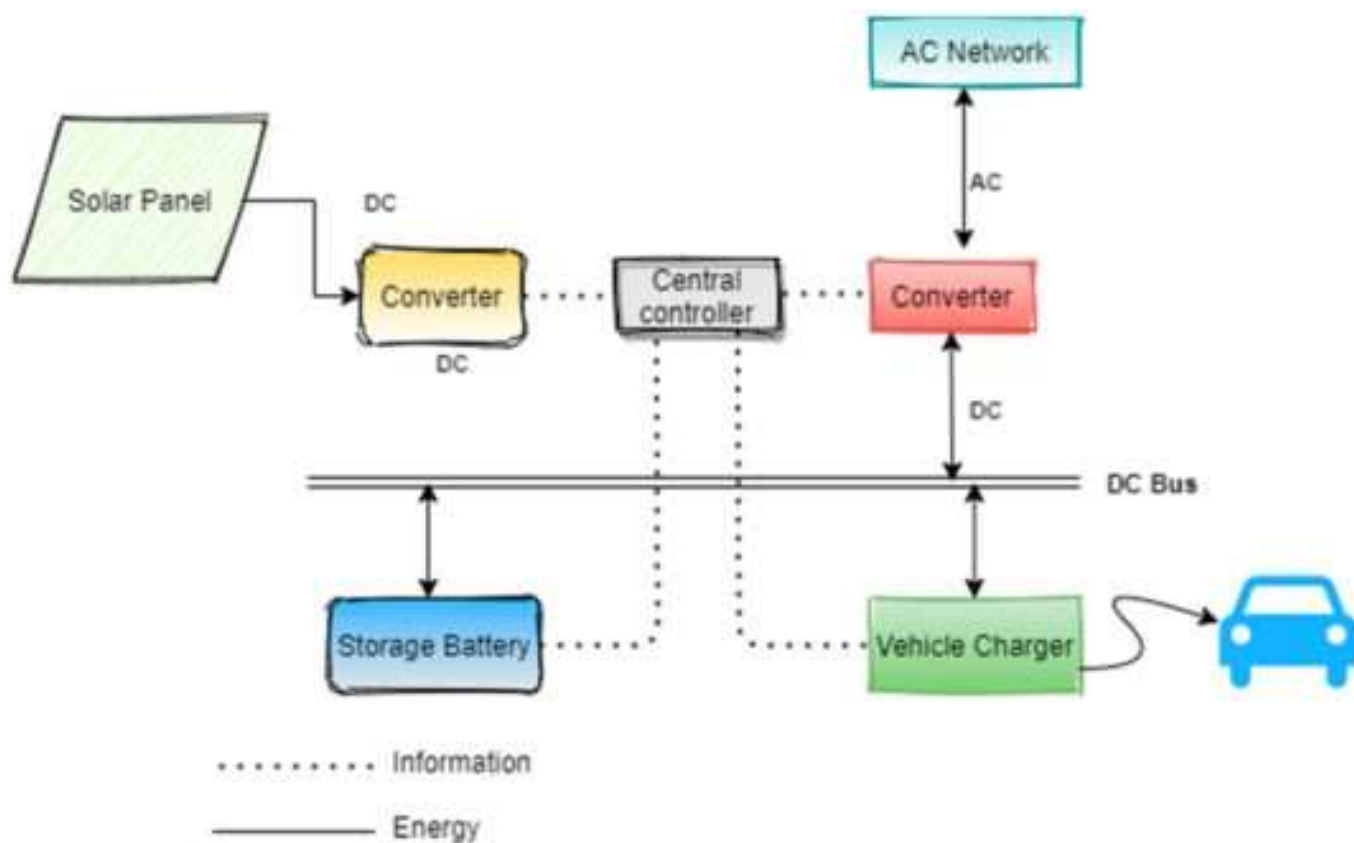 AC Network
Solar Panel
DC
AC
Converter
Central
controller
Converter
DC
DC
DC Bus
Storage Battery
Vehicle Charger
Information
Energy